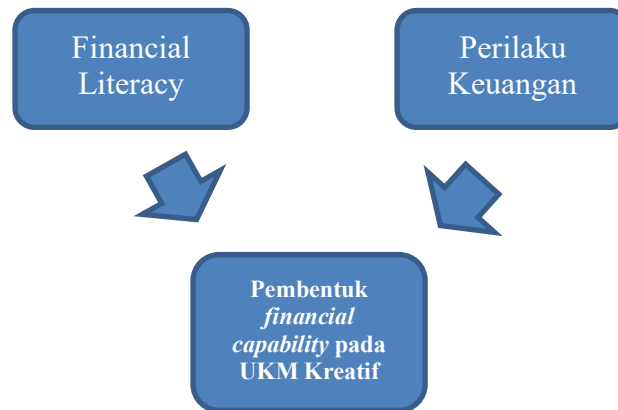 Financial
Literacy
Perilaku
Keuangan
Pembentuk
financial
capability pada
UKM Kreatif